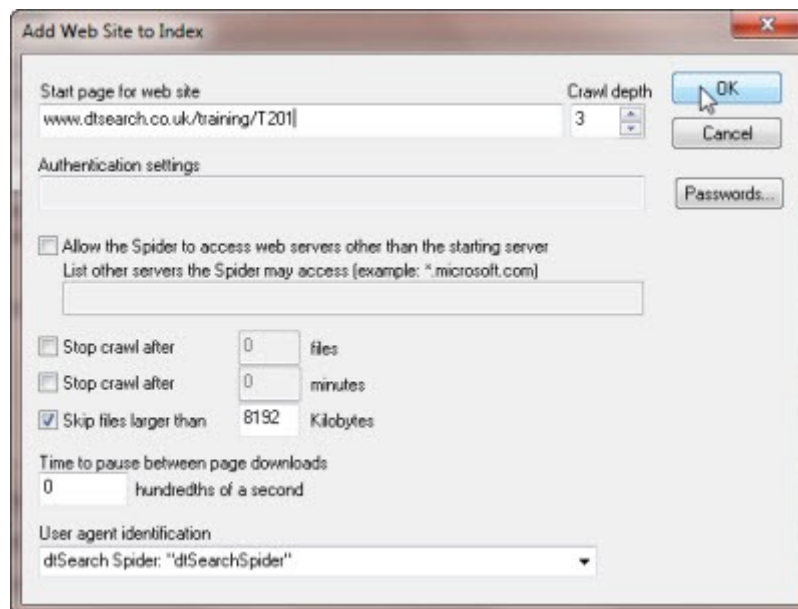 Add Web Site to Index
Start page for web site
Crawl depth
OK
www.dtsearch.co.uk/training/T201
3
Cancel
Authentication settings
Passwords...
Allow the Spider to access web servers other than the starting server
List other servers the Spider may access (example: *.microsoft.com)
Stop crawl after 0 files
Stop crawl after 0 minutes
Skip files larger than 8192 Kilobytes
Time to pause between page downloads
0 hundredths of a second
User agent identification
dtSearch Spider: "dtSearchSpider"